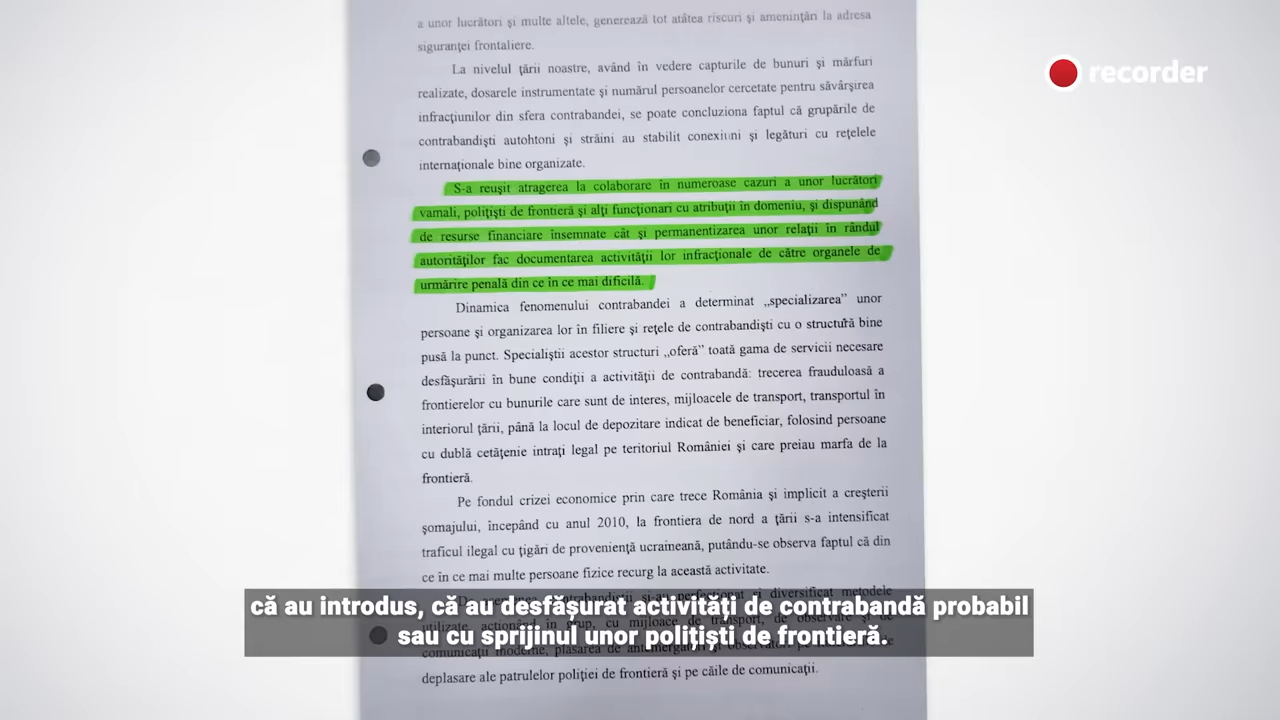 a unor lucrători şi multe altele, generează tot atâtea riscuri şi ameninţări la adresa
siguranţei frontaliere.
recorder
La nivelul ţării noastre, având în vedere capturile de bunuri şi mărfuri
realizate, dosarele instrumentate şi numărul persoanelor cercetate pentru săvârşirea
infracţiunilor din sfera contrabandei, se poate concluziona faptul că grupările de
contrabandişti autohtoni şi străini au stabilit conexiuni şi legături cu reţelele
internaţionale bine organizate.
S-a reuşit atragerea la colaborare în numeroase cazuri a unor lucrători
vamali, poliţişti de frontieră şi alţi funcţionari cu atribuţii în domeniu, şi dispunând
de resurse financiare însemnate cât şi permanentizarea unor relaţii în rândul
autorităţilor fac documentarea activităţii lor infracţionale de către organele de
urmărire penală din ce în ce mai dificilă.
Dinamica fenomenului contrabandei a determinat „specializarea” unor
persoane şi organizarea lor în filiere şi reţele de contrabandişti cu o structură bine
pusă la punct. Specialiştii acestor structuri „oferă” toată gama de servicii necesare
desfăşurării în bune condiţii a activităţii de contrabandă: trecerea frauduloasă a
frontierelor cu bunurile care sunt de interes, mijloacele de transport, transportul în
interiorul ţării, până la locul de depozitare indicat de beneficiar, folosind persoane
cu dublă cetăţenie intraţi legal pe teritoriul României şi care preiau marfa de la
frontieră.
Pe fondul crizei economice prin care trece România şi implicit a creşterii
şomajului, începând cu anul 2010, la frontiera de nord a ţării s-a intensificat
traficul ilegal cu ţigări de provenienţă ucraineană, putându-se observa faptul că din
ce în ce mai multe persoane fizice recurg la această activitate.
că au introdus, că au desfășurat activități de contrabandă probabil
sau cu sprijinul unor polițiști de frontieră.
deplasare ale patrulelor poliţiei de frontieră şi pe căile de comunicaţii.